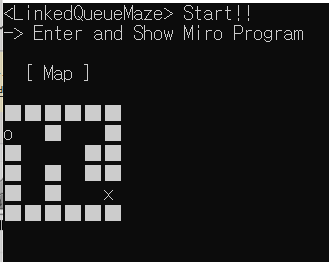 <LinkedQueueMaze> Start!!
-> Enter and Show Miro Program
[ Map ]
■■■■■■
o ■ ■
■ ■■
■ ■ ■■
■ ■ x
■■■■■■